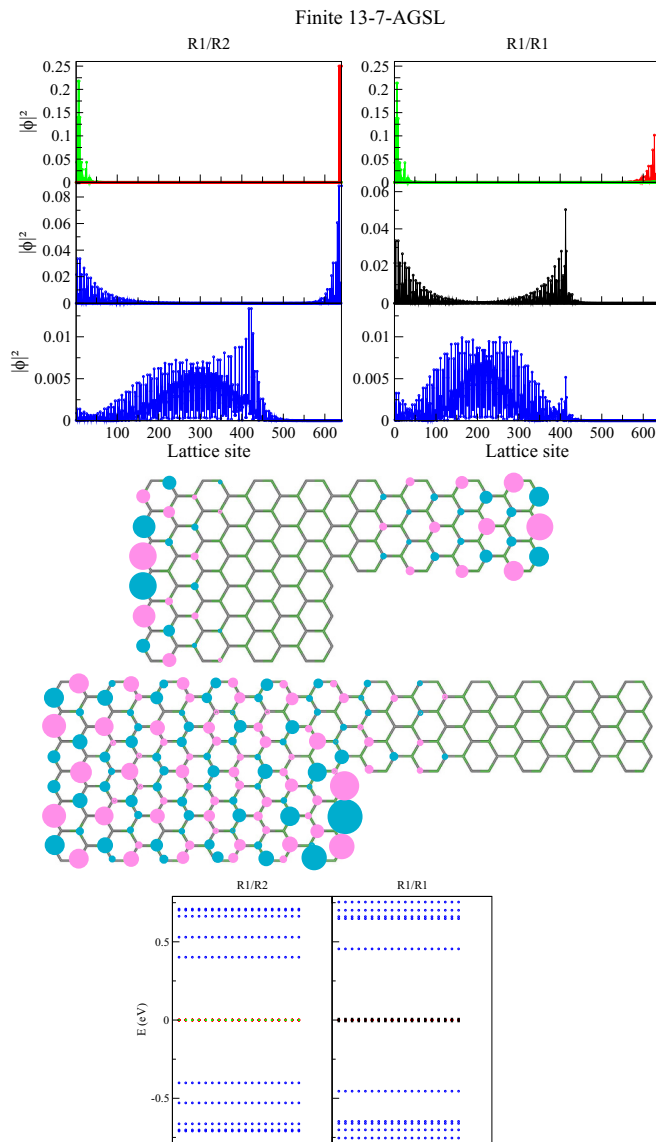 Finite 13-7-AGSL
R1/R2 R1/R1
0.25 0.25
0.2 0.2
0.15 0.15
0.1 0.1
0.05 0.05
0 0
|ϕ|²
0.08 0.06
0.04 0.04
0.02
0 0
|ϕ|²
0.01 0.01
0.005 0.005
0 0
|ϕ|²
100 200 300 400 500 600 0 100 200 300 400 500 600
Lattice site Lattice site
R1/R2 R1/R1
0.5
0
-0.5
E (eV)